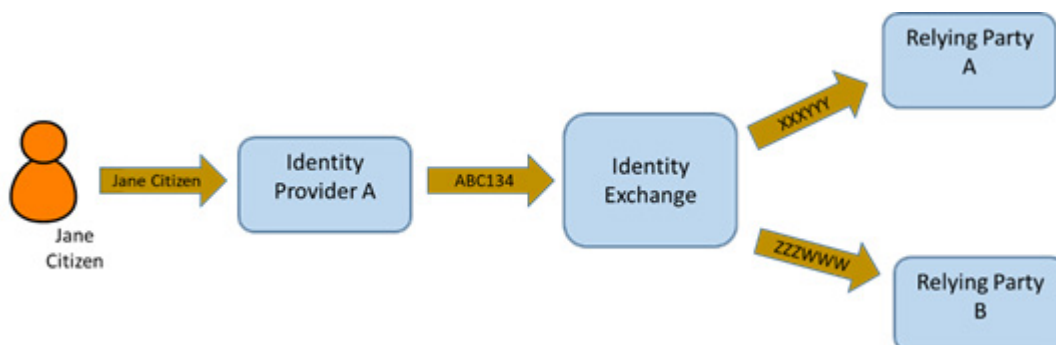 Relying Party
A
XXXYYY
Identity
Provider A
Identity
Exchange
Jane Citizen
ABC134
Jane
Citizen
ZZZWWW
Relying Party
B